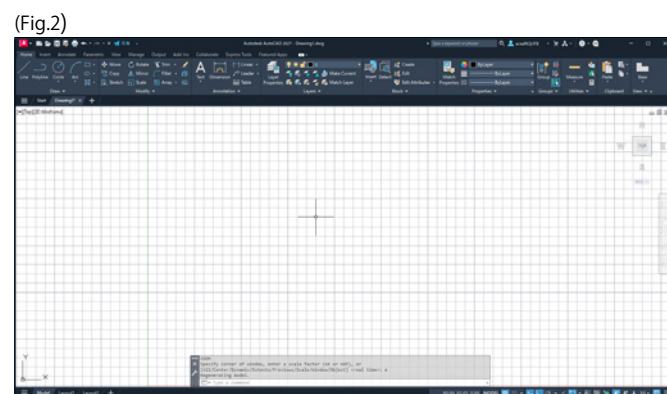 (Fig.2)
Autodesk AutoCAD 2021 Drawing1.dwg
Home Insert Annotate Parametric View Manage Output Add-ins Collaborate Express Tools Featured Apps
Move Rotate Trim Linear Create ByLayer
Line Polyline Circle Arc Copy Mirror Fillet Text Dimension Leader Layer Properties Make Current Insert Edit Match Properties ByLayer Group Measure Paste Base
Stretch Scale Array Table Match Layer Edit Attributes ByLayer
Draw Modify Annotation Layers Block Properties Groups Utilities Clipboard View
Start Drawing1*
[-][Top][2D Wireframe]
TOP
Y
X
ZOOM
Specify corner of window, enter a scale factor (nX or nXP), or
[All/Center/Dynamic/Extents/Previous/Scale/Window/Object] <real time>: a
Regenerating model.
Type a command
Model Layout1 Layout2 +